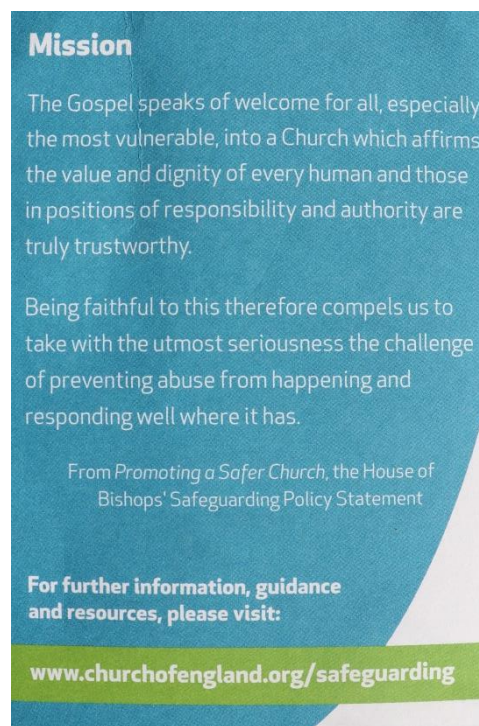 Mission
The Gospel speaks of welcome for all, especially
the most vulnerable, into a Church which affirms
the value and dignity of every human and those
in positions of responsibility and authority are
truly trustworthy.
Being faithful to this therefore compels us to
take with the utmost seriousness the challenge
of preventing abuse from happening and
responding well where it has.
From Promoting a Safer Church, the House of
Bishops' Safeguarding Policy Statement
For further information, guidance
and resources, please visit:
www.churchofengland.org/safeguarding